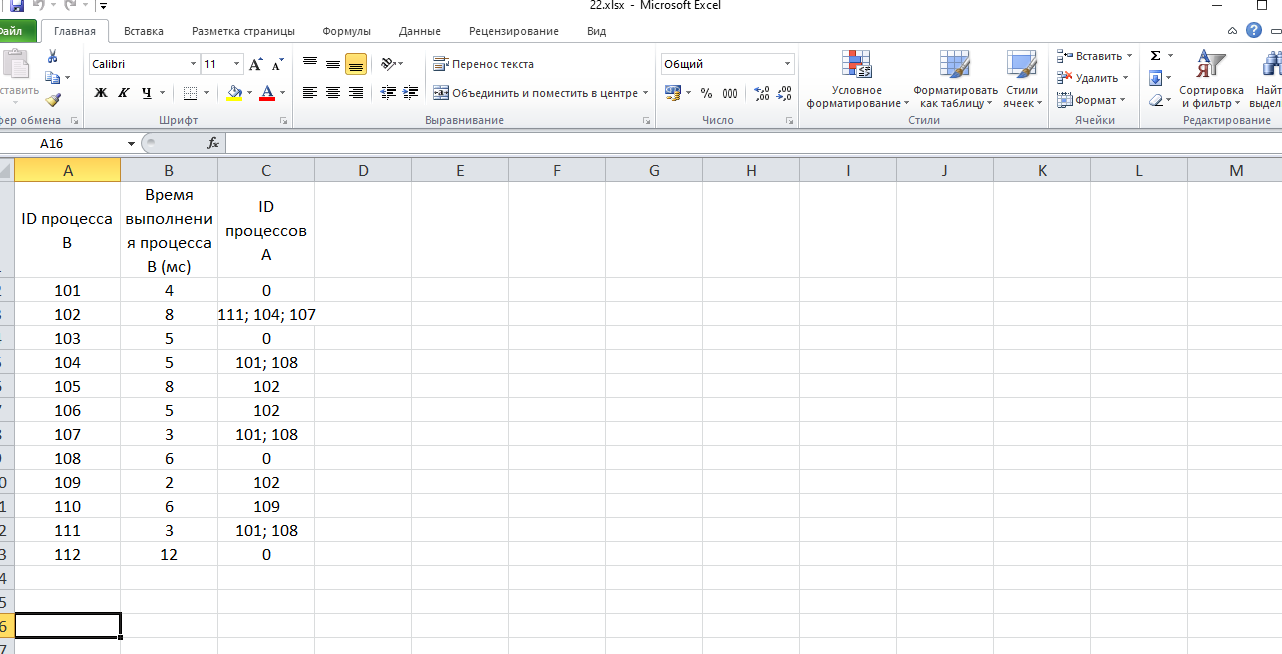 22.xlsx - Microsoft Excel
Файл Главная Вставка Разметка страницы Формулы Данные Рецензирование Вид
Calibri 11 Перенос текста Общий Вставить Σ
Ж К Ч Объединить и поместить в центре % 000 Удалить
Условное форматирование
Форматировать как таблицу
Стили ячеек
Формат
Сортировка и фильтр
Шрифт Выравнивание Число Стили Ячейки Редактирование
A16 fx
A B C D E F G H I J K L M
ID процесса B
Время выполнени
я процесса
B (мс)
ID
процессов
A
101 4 0
102 8 111; 104; 107
103 5 0
104 5 101; 108
105 8 102
106 5 102
107 3 101; 108
108 6 0
109 2 102
110 6 109
111 3 101; 108
112 12 0